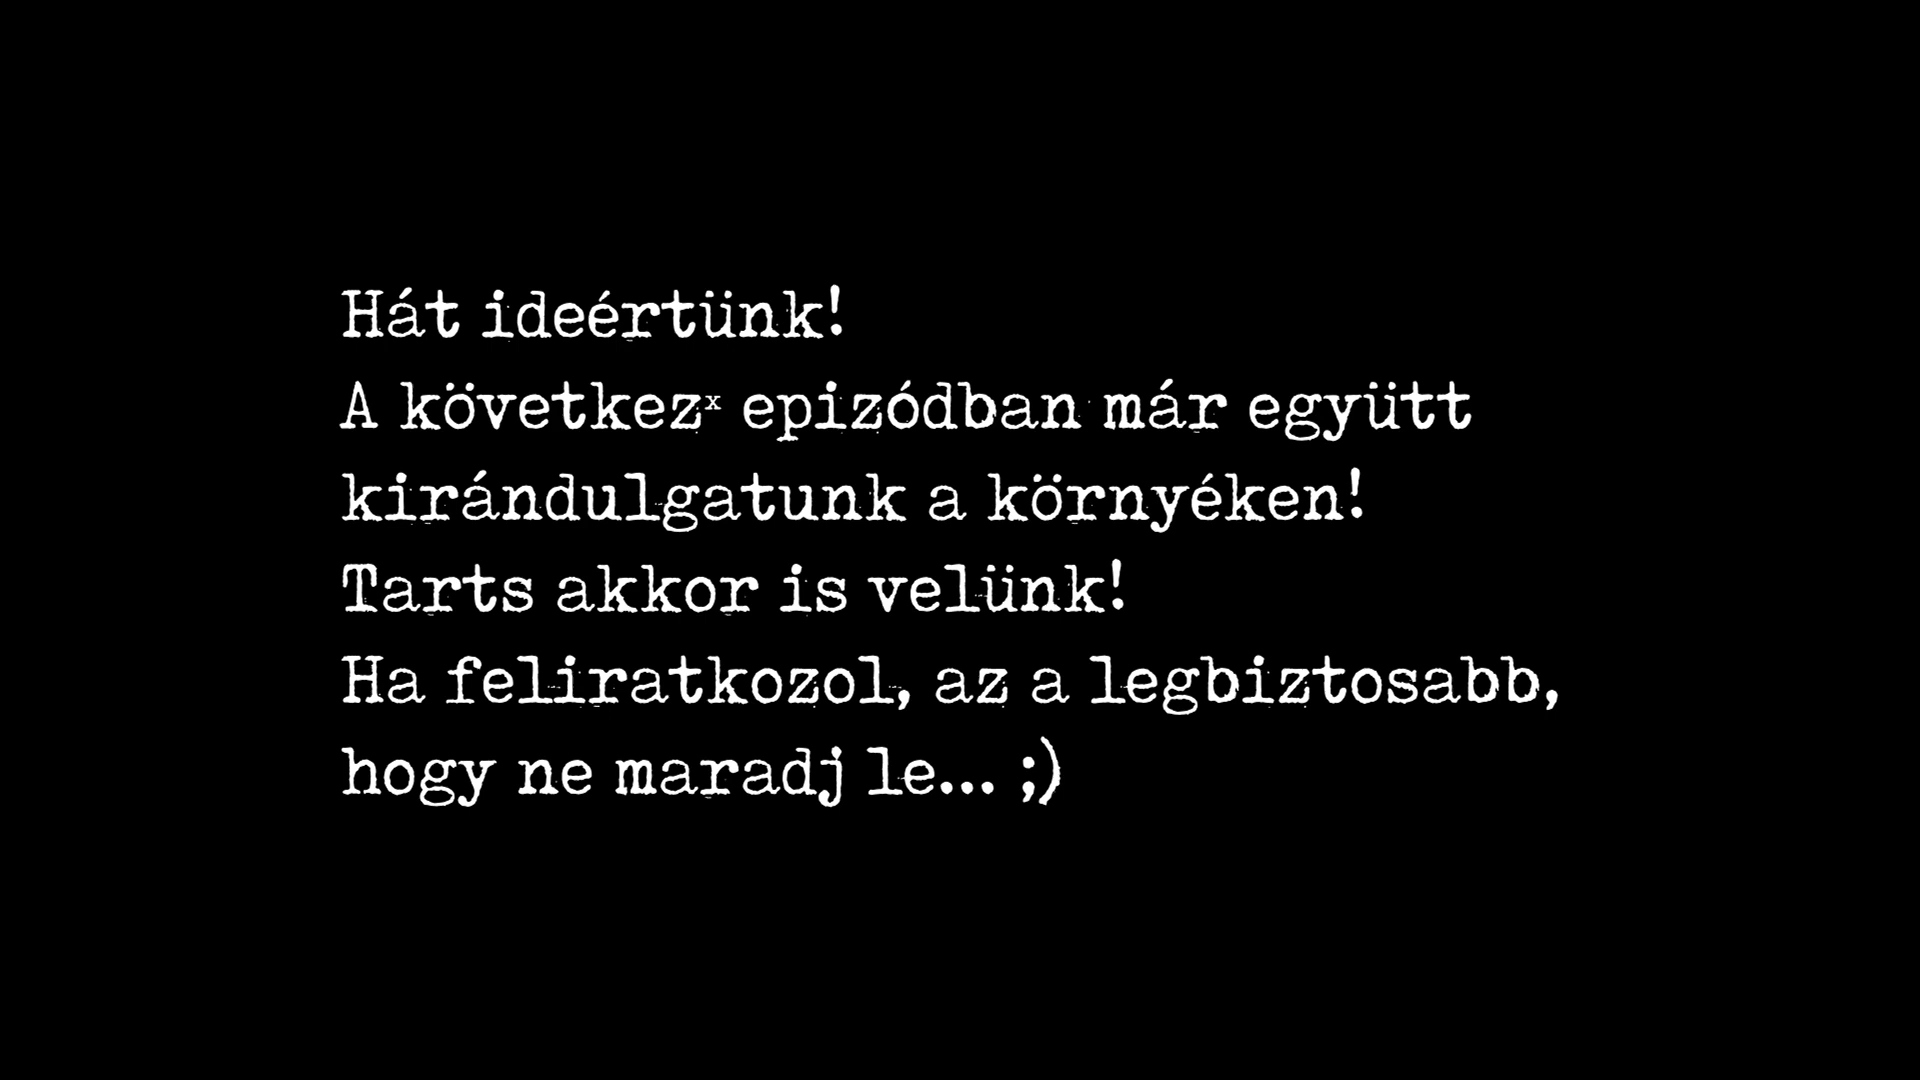 Hát ideértünk!
A következˣ epizódban már együtt
kirándulgatunk a környéken!
Tarts akkor is velünk!
Ha feliratkozol, az a legbiztosabb,
hogy ne maradj le... ;)